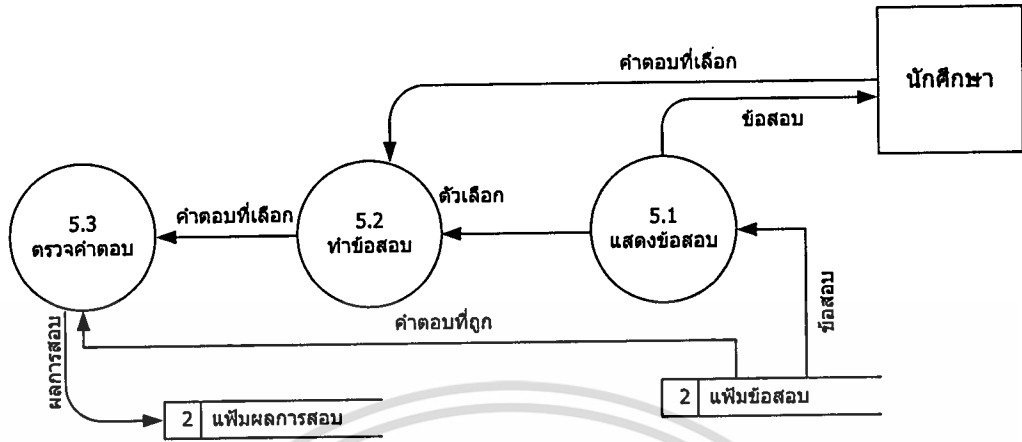 คำตอบที่เลือก
นักศึกษา
ข้อสอบ
5.3
ตรวจคำตอบ
คำตอบที่เลือก
5.2
ทำข้อสอบ
ตัวเลือก
5.1
แสดงข้อสอบ
ข้อสอบ
คำตอบที่ถูก
ผลการสอบ
2 แฟ้มผลการสอบ
2 แฟ้มข้อสอบ